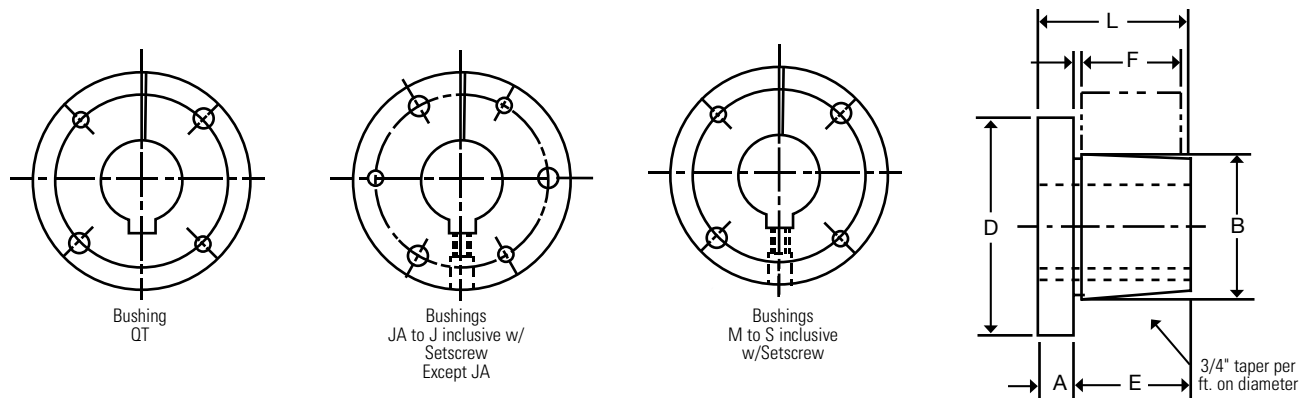 Bushing
QT
Bushings
JA to J inclusive w/
Setscrew
Except JA
Bushings
M to S inclusive
w/Setscrew
L
F
D
B
A
E
3/4" taper per
ft. on diameter